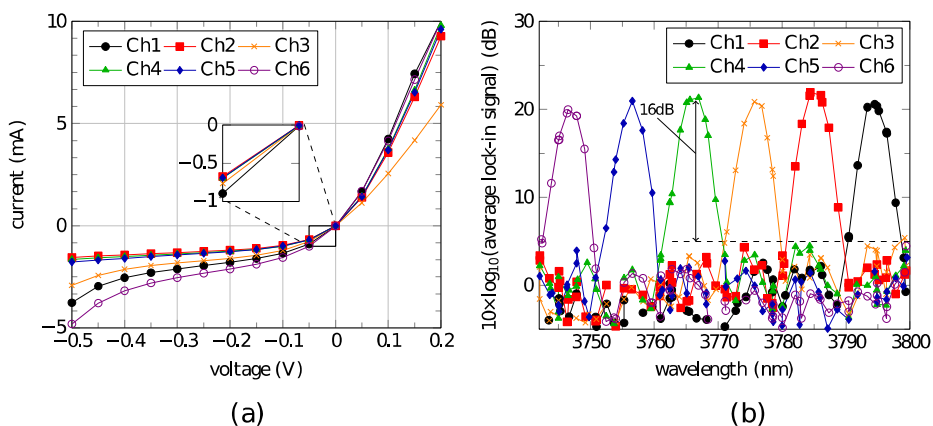 10
5
0
−5
current (mA)
Ch1 Ch2 Ch3
Ch4 Ch5 Ch6
0
−0.5
−1
−0.5 −0.4 −0.3 −0.2 −0.1 0 0.1 0.2
voltage (V)
(a)
30
20
10
0
10×log10(average lock-in signal) (dB)
Ch1 Ch2 Ch3
Ch4 Ch5 Ch6
16dB
3750 3760 3770 3780 3790 3800
wavelength (nm)
(b)